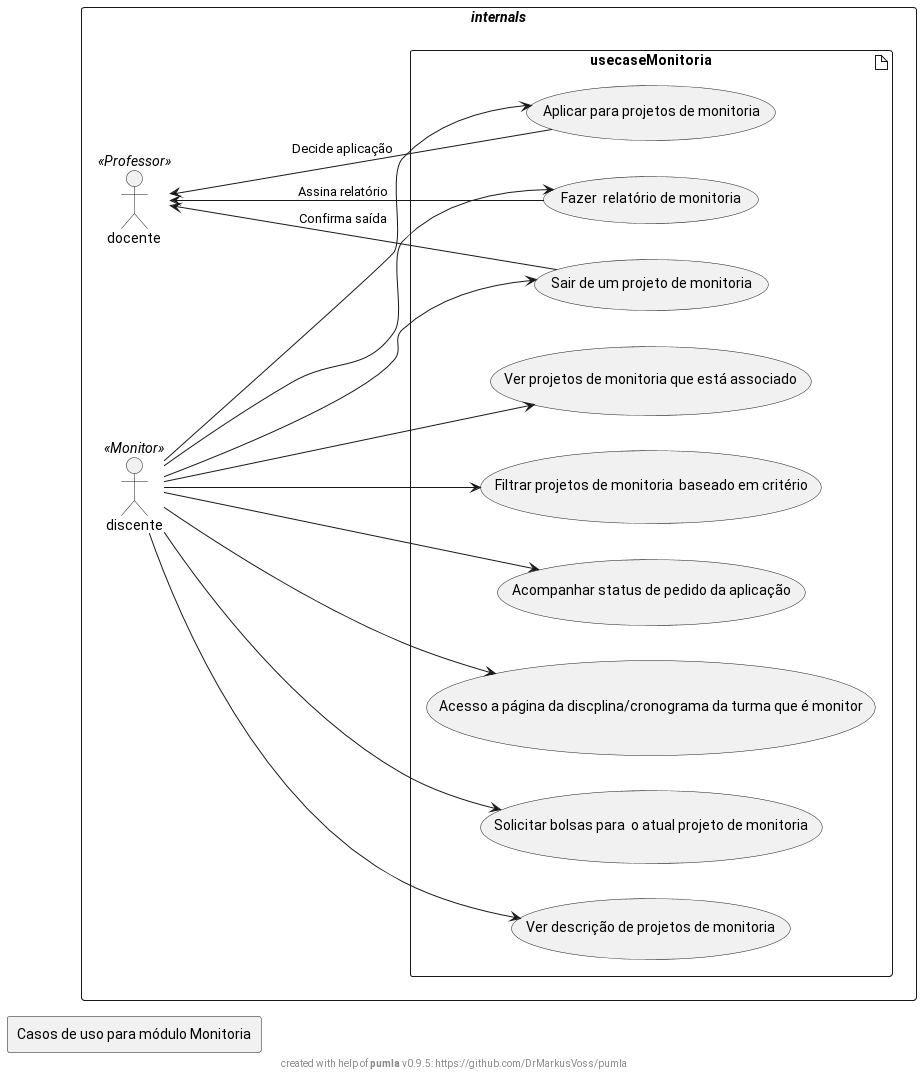 internals
usecaseMonitoria
Aplicar para projetos de monitoria
Decide aplicação
«Professor»
Assina relatório
Fazer  relatório de monitoria
Confirma saída
docente
Sair de um projeto de monitoria
Ver projetos de monitoria que está associado
«Monitor»
Filtrar projetos de monitoria  baseado em critério
discente
Acompanhar status de pedido da aplicação
Acesso a página da discplina/cronograma da turma que é monitor
Solicitar bolsas para  o atual projeto de monitoria
Ver descrição de projetos de monitoria
Casos de uso para módulo Monitoria
created with help of pumla v0.9.5: https://github.com/DrMarkusVoss/pumla